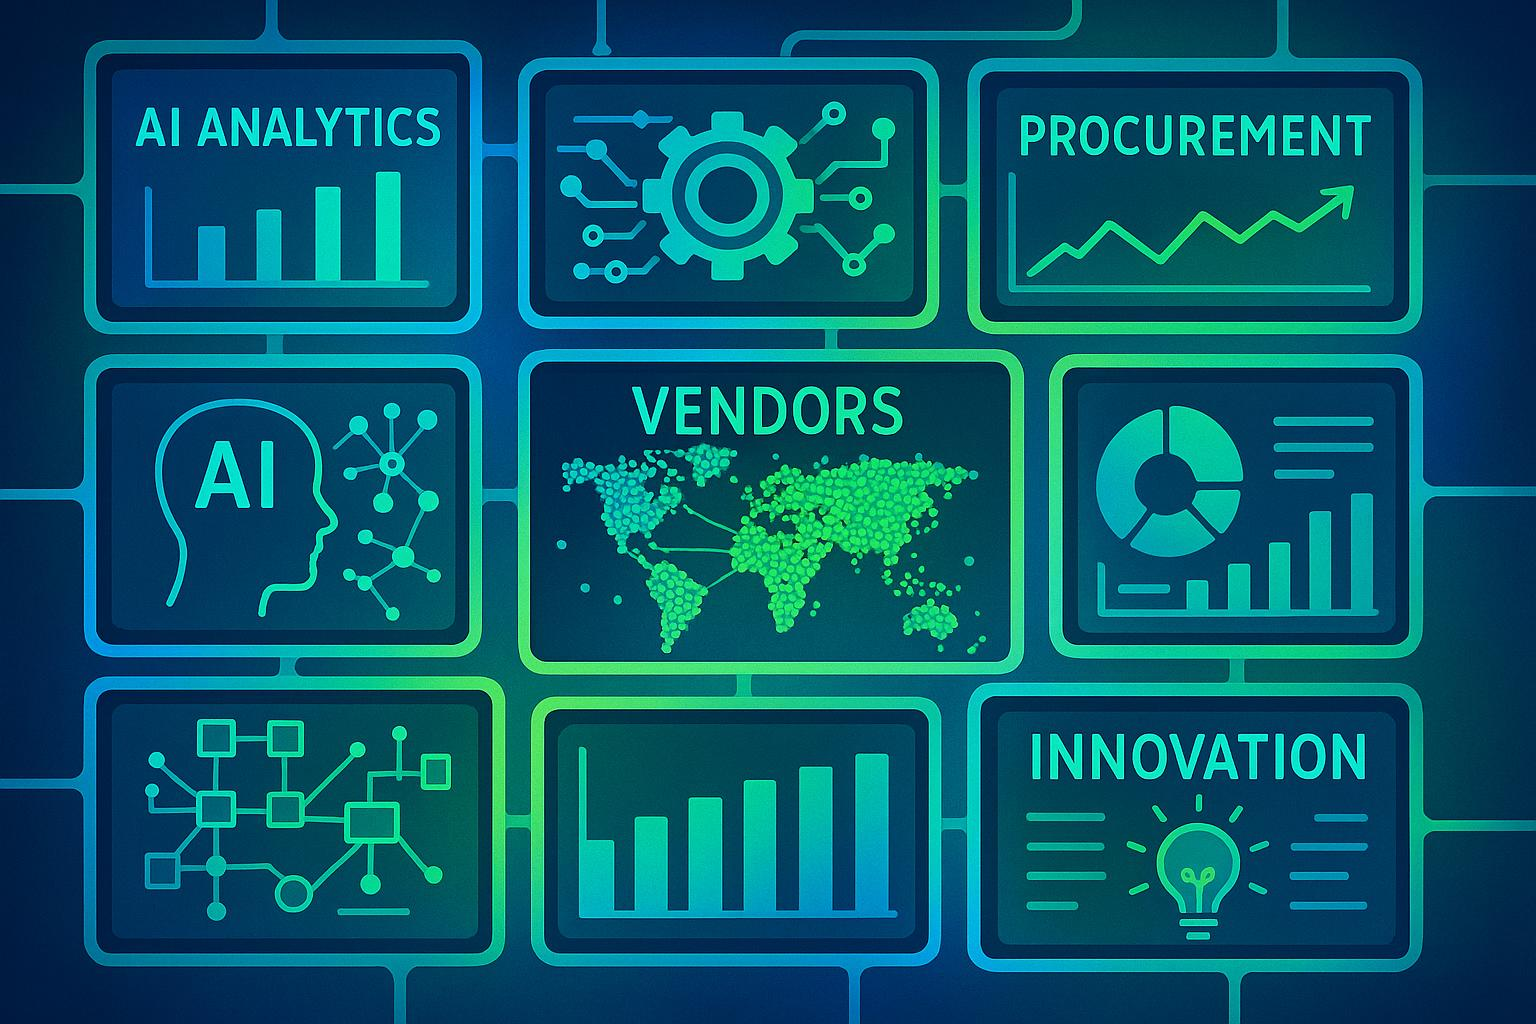 AI ANALYTICS
PROCUREMENT
AI
VENDORS
INNOVATION